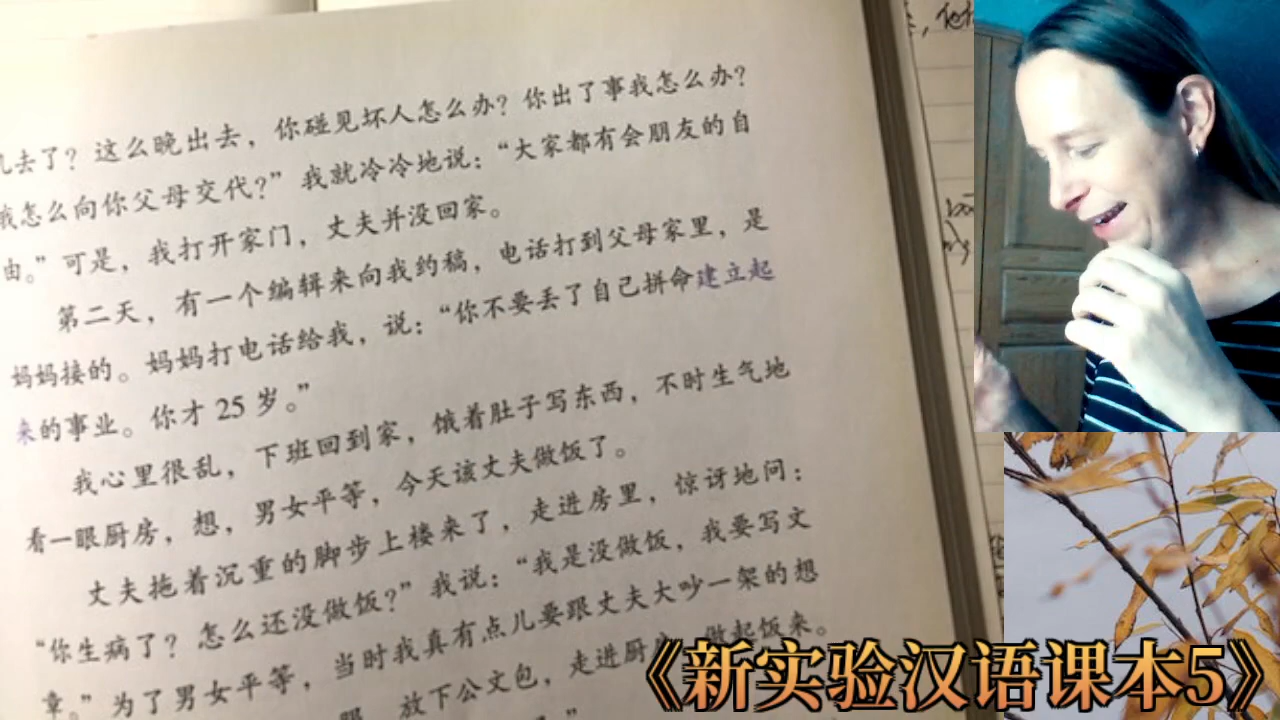 几去了？这么晚出去，你碰见坏人怎么办？你出了事我怎么办？
我怎么向你父母交代？”我就冷冷地说：“大家都有会朋友的自
由。”可是，我打开家门，丈夫并没回家。
第二天，有一个编辑来向我约稿，电话打到父母家里，是
妈妈接的。妈妈打电话给我，说：“你不要丢了自己拼命建立起
来的事业。你才25岁。”
我心里很乱，下班回到家，饿着肚子写东西，不时生气地
看一眼厨房，想，男女平等，今天该丈夫做饭了。
丈夫拖着沉重的脚步上楼来了，走进房里，惊讶地问：
“你生病了？怎么还没做饭？”我说：“我是没做饭，我要写文
章。”为了男女平等，当时我真有点儿要跟丈夫大吵一架的想
放下公文包，走进厨 做起饭来。
《新实验汉语课本5》